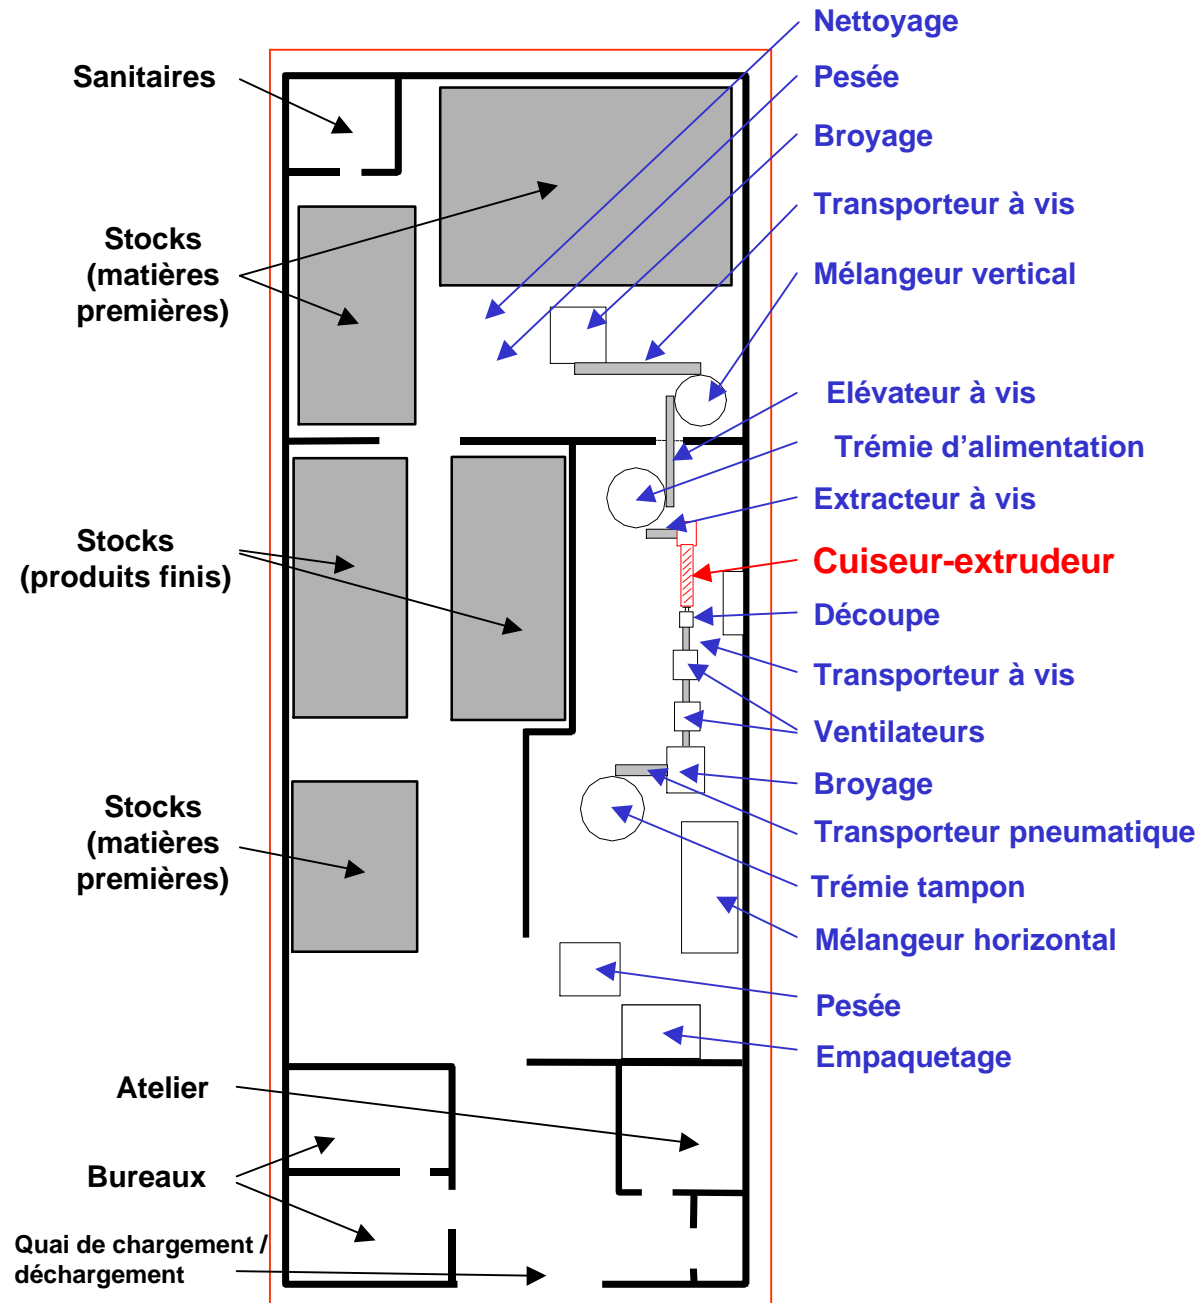 Sanitaires
Stocks
(matières
premières)
Stocks
(produits finis)
Stocks
(matières
premières)
Atelier
Bureaux
Quai de chargement /
déchargement
Nettoyage
Pesée
Broyage
Transporteur à vis
Mélangeur vertical
Elévateur à vis
Trémie d’alimentation
Extracteur à vis
Cuiseur-extrudeur
Découpe
Transporteur à vis
Ventilateurs
Broyage
Transporteur pneumatique
Trémie tampon
Mélangeur horizontal
Pesée
Empaquetage